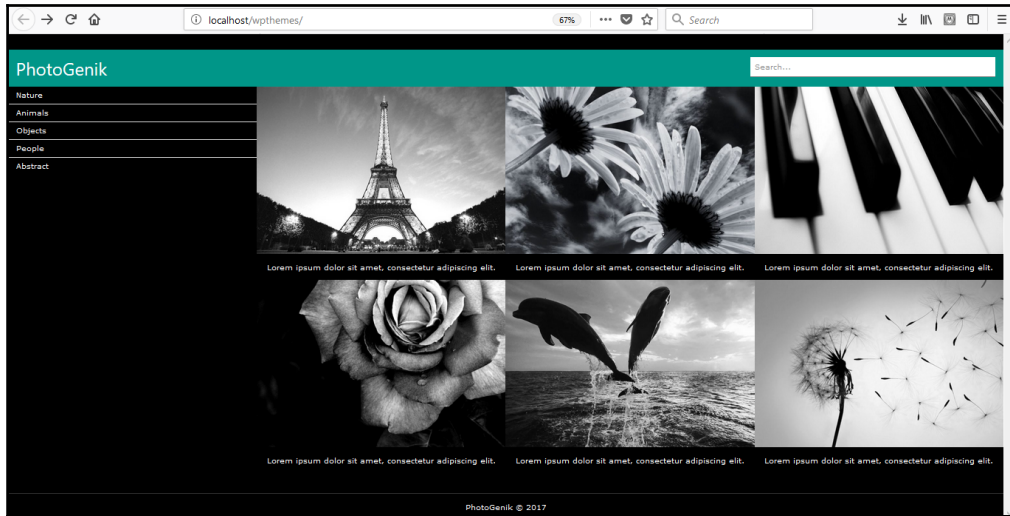 localhost/wpthemes/
67%
Search
PhotoGenik
Search...
Nature
Animals
Objects
People
Abstract
Lorem ipsum dolor sit amet, consectetur adipiscing elit.
Lorem ipsum dolor sit amet, consectetur adipiscing elit.
Lorem ipsum dolor sit amet, consectetur adipiscing elit.
Lorem ipsum dolor sit amet, consectetur adipiscing elit.
Lorem ipsum dolor sit amet, consectetur adipiscing elit.
Lorem ipsum dolor sit amet, consectetur adipiscing elit.
PhotoGenik © 2017